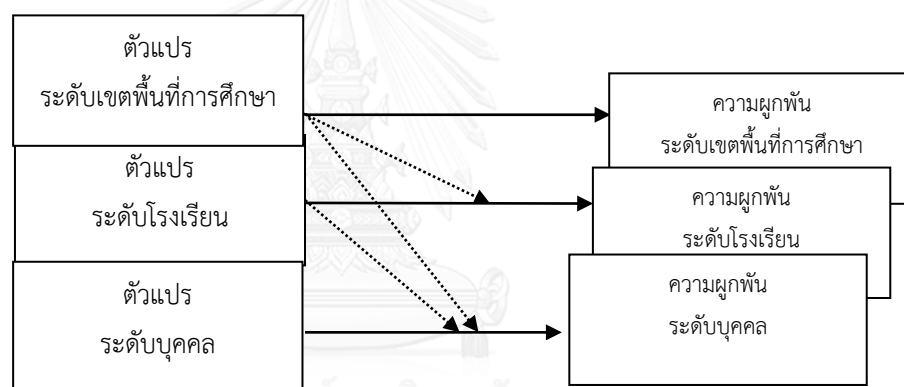 ตัวแปร
ระดับเขตพื้นที่การศึกษา
ความผูกพัน
ระดับเขตพื้นที่การศึกษา
ตัวแปร
ระดับโรงเรียน
ความผูกพัน
ระดับโรงเรียน
ตัวแปร
ระดับบุคคล
ความผูกพัน
ระดับบุคคล